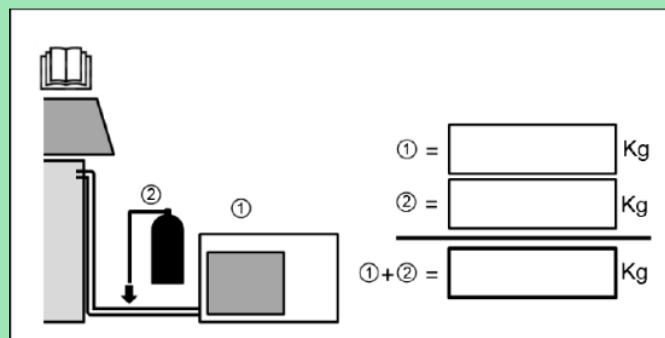 ② ①
① = Kg
② = Kg
①+② = Kg